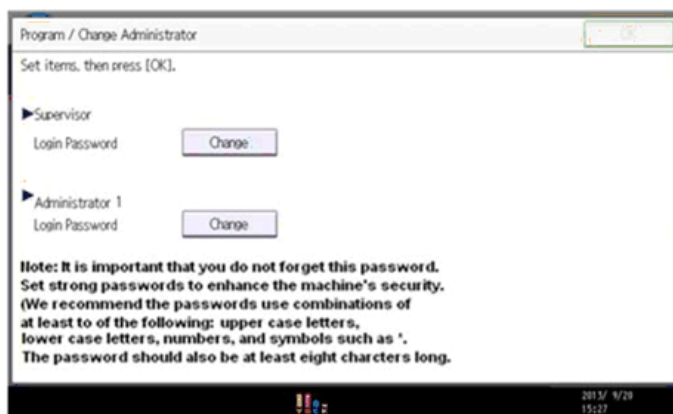 Program / Change Administrator
Set items, then press [OK].
▶Supervisor
Login Password Change
▶Administrator 1
Login Password Change
Note: It is important that you do not forget this password.
Set strong passwords to enhance the machine's security.
(We recommend the passwords use combinations of
at least to of the following: upper case letters,
lower case letters, numbers, and symbols such as '.
The password should also be at least eight charcters long.
2013/ 9/20
15:27